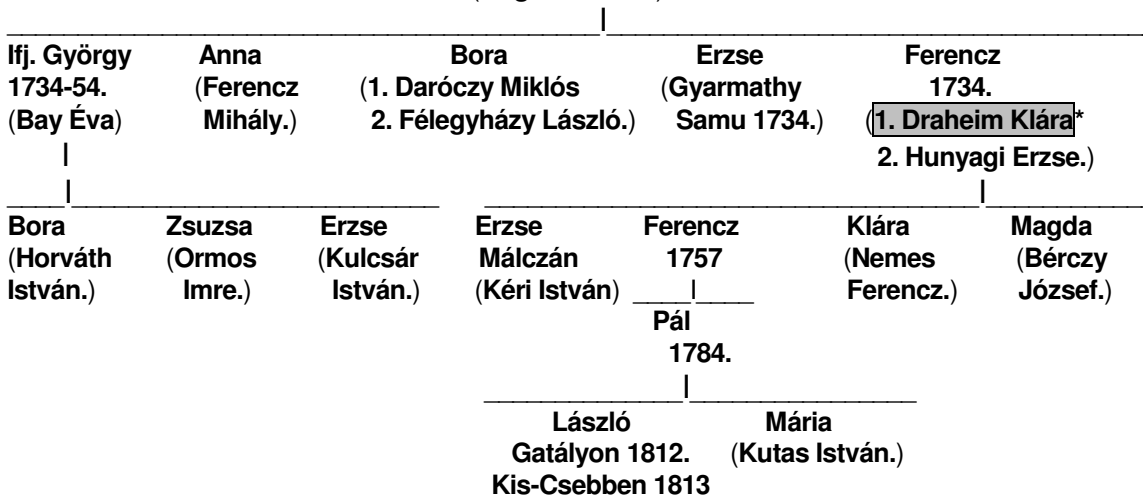 Ifj. György Anna Bora Erzse Ferencz
1734-54. (Ferencz (1. Daróczy Miklós (Gyarmathy 1734.
(Bay Éva) Mihály.) 2. Félegyházy László.) Samu 1734.) (1. Draheim Klára*
2. Hunyagi Erzse.)
Bora Zsuzsa Erzse Erzse Ferencz Klára Magda
(Horváth (Ormos (Kulcsár Málczán 1757 (Nemes (Bérczy
István.) Imre.) István.) (Kéri István) Ferencz.) József.)
Pál
1784.
László Mária
Gatályon 1812. (Kutas István.)
Kis-Csebben 1813